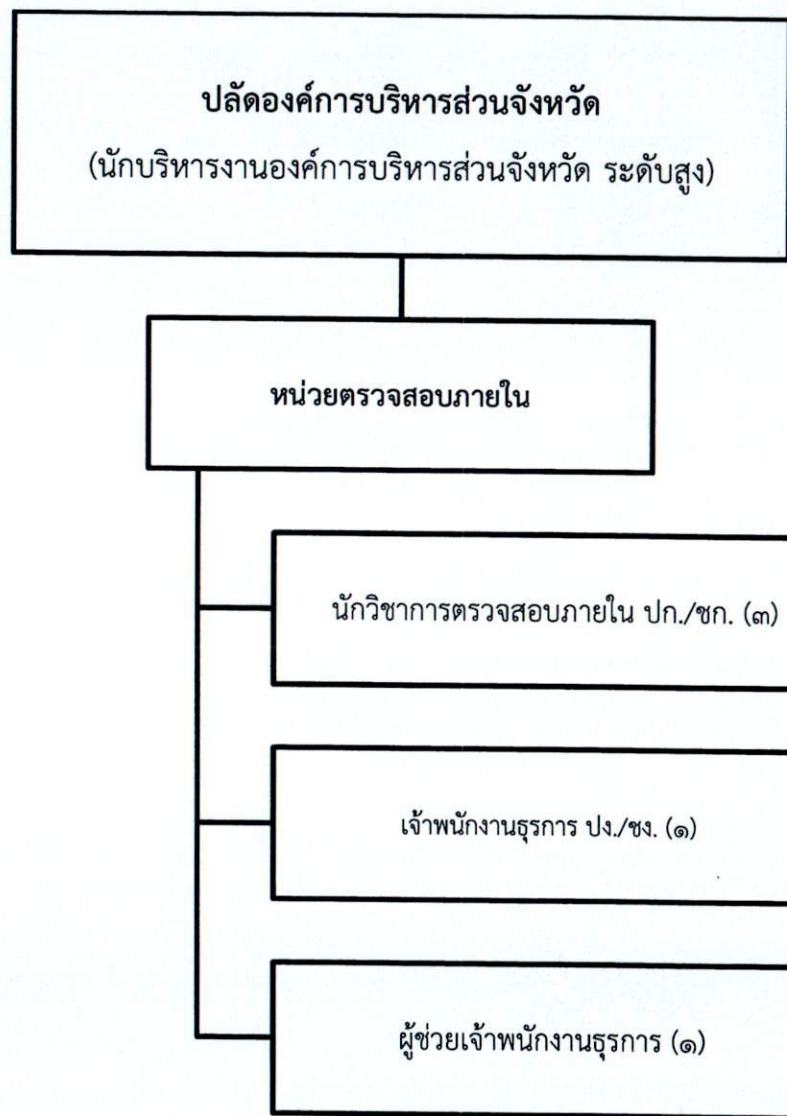 ปลัดองค์การบริหารส่วนจังหวัด
(นักบริหารงานองค์การบริหารส่วนจังหวัด ระดับสูง)
หน่วยตรวจสอบภายใน
นักวิชาการตรวจสอบภายใน ปก./ชก. (๓)
เจ้าพนักงานธุรการ ปง./ชง. (๑)
ผู้ช่วยเจ้าพนักงานธุรการ (๑)